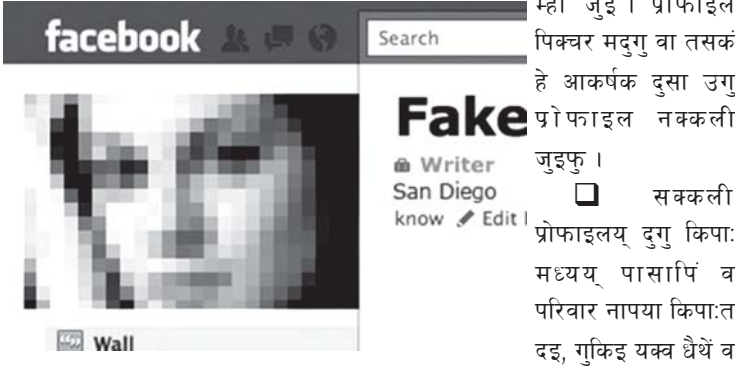 facebook
Search
Fake
Writer
San Diego
know Edit
Wall
म्हो जुइ । प्रोफाइल
पिक्चर मदुगु वा तसकं
हे आकर्षक दुसा उगु
प्रोफाइल नक्कली
जुइफु ।
❑ सक्कली
प्रोफाइलय् दुगु किपाः
मध्यय् पासापिं व
परिवार नापया किपाःत
दइ, गुकिइ यक्व धैथें व